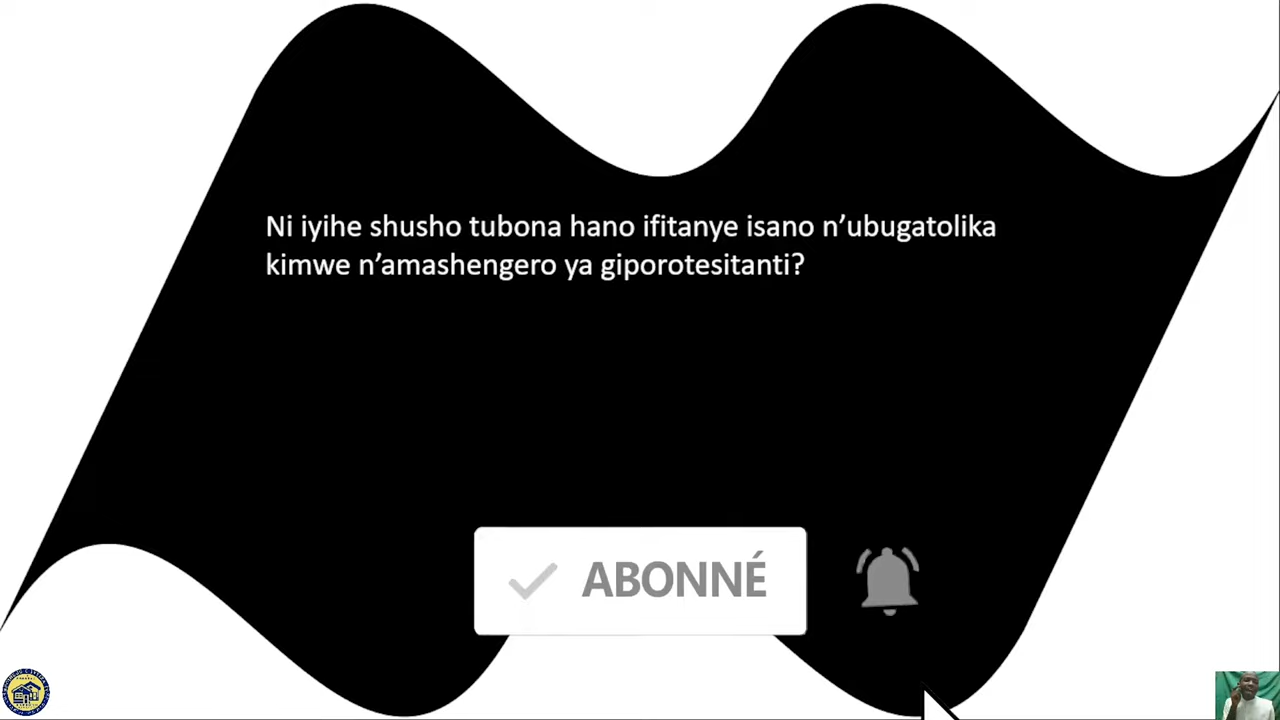 Ni iyihe shusho tubona hano ifitanye isano n’ubugatolika
kimwe n’amashengero ya giporotesitanti?
ABONNÉ